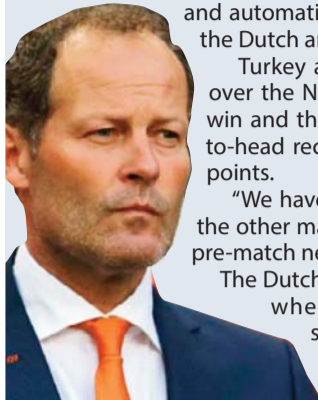 and automati
the Dutch ar
Turkey a
over the N
win and th
to-head rec
points.
"We have
the other ma
pre-match ne
The Dutch
whe
s